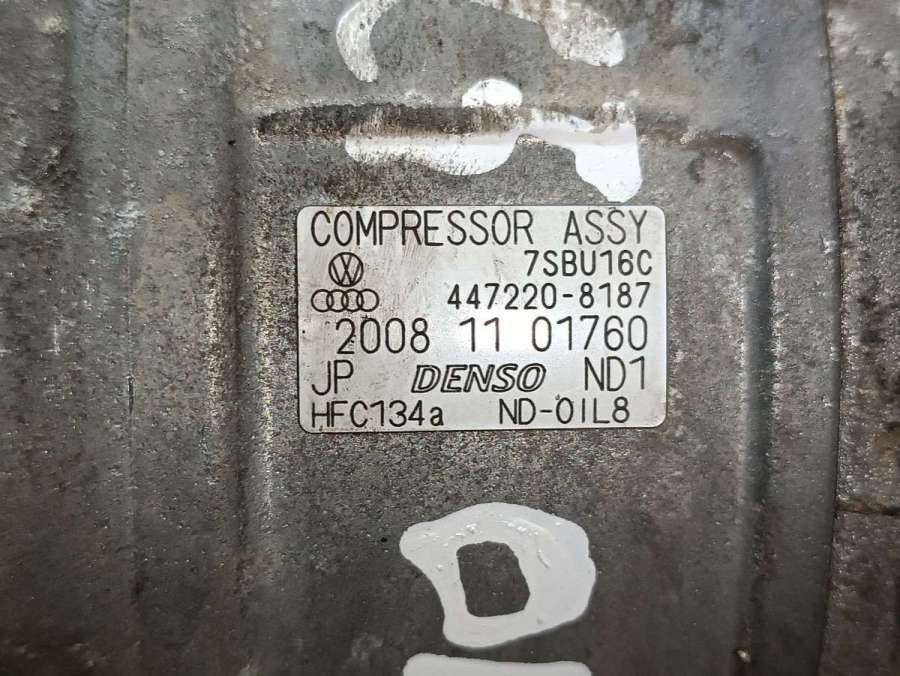 COMPRESSOR ASSY
7SBU16C
447220-8187
2008 11 01760
JP DENSO ND1
HFC134a ND-OIL8